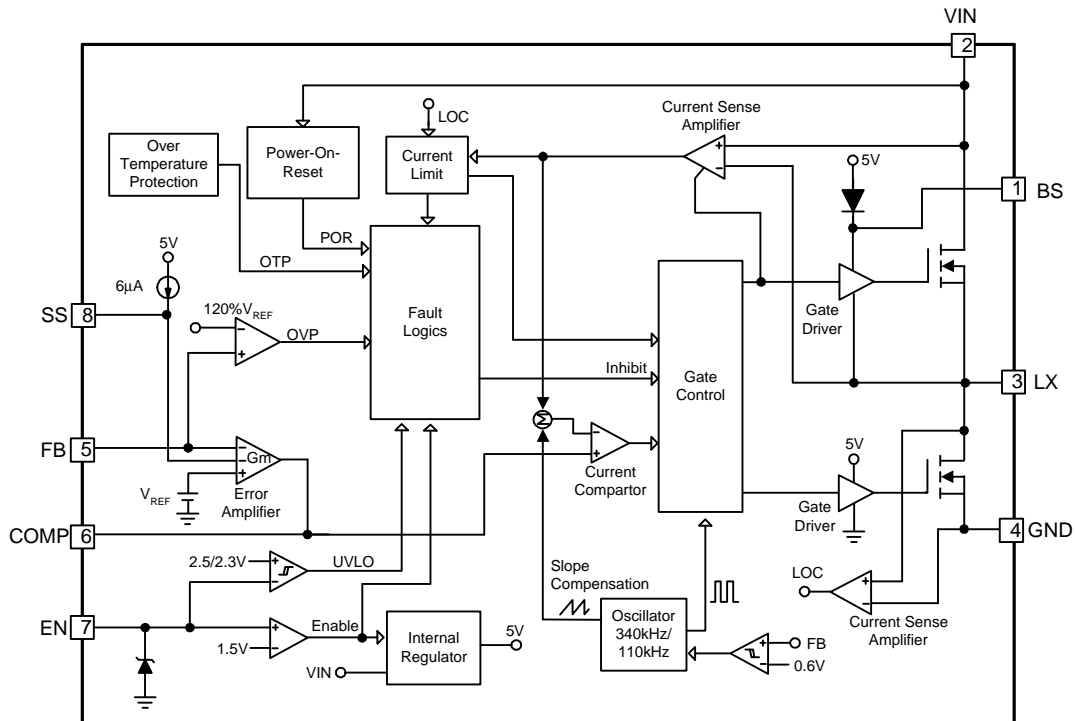 VIN
2
LOC
Current Sense
Amplifier
Over
Temperature
Protection
Power-On-
Reset
Current
Limit
5V
1
BS
POR
OTP
5V
6µA
SS
8
120%VREF
OVP
Fault
Logics
Gate
Driver
Inhibit
Gate
Control
3
LX
FB
5
Gm
Error
Amplifier
VREF
Current
Compartor
5V
Gate
Driver
COMP
6
4
GND
2.5/2.3V
UVLO
Slope
Compensation
LOC
Current Sense
Amplifier
EN
7
Enable
1.5V
Internal
Regulator
5V
VIN
Oscillator
340kHz/
110kHz
FB
0.6V
Σ